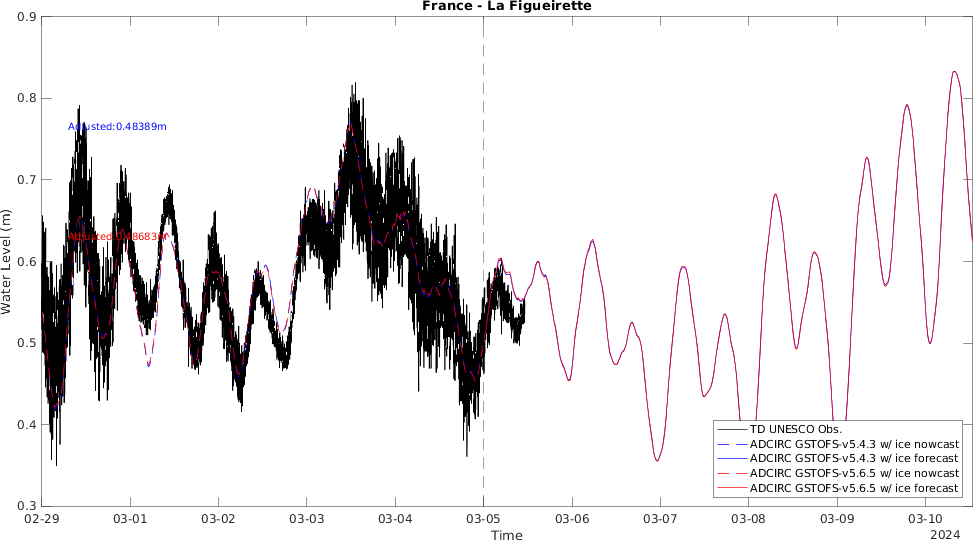 France - La Figueirette
0.9
0.8
0.7
0.6
0.5
0.4
0.3
Water Level (m)
Adjusted:0.48389m
TD UNESCO Obs.
ADCIRC GSTOFS-v5.4.3 w/ ice nowcast
ADCIRC GSTOFS-v5.4.3 w/ ice forecast
ADCIRC GSTOFS-v5.6.5 w/ ice nowcast
ADCIRC GSTOFS-v5.6.5 w/ ice forecast
02-29 03-01 03-02 03-03 03-04 03-05 03-06 03-07 03-08 03-09 03-10
Time
2024